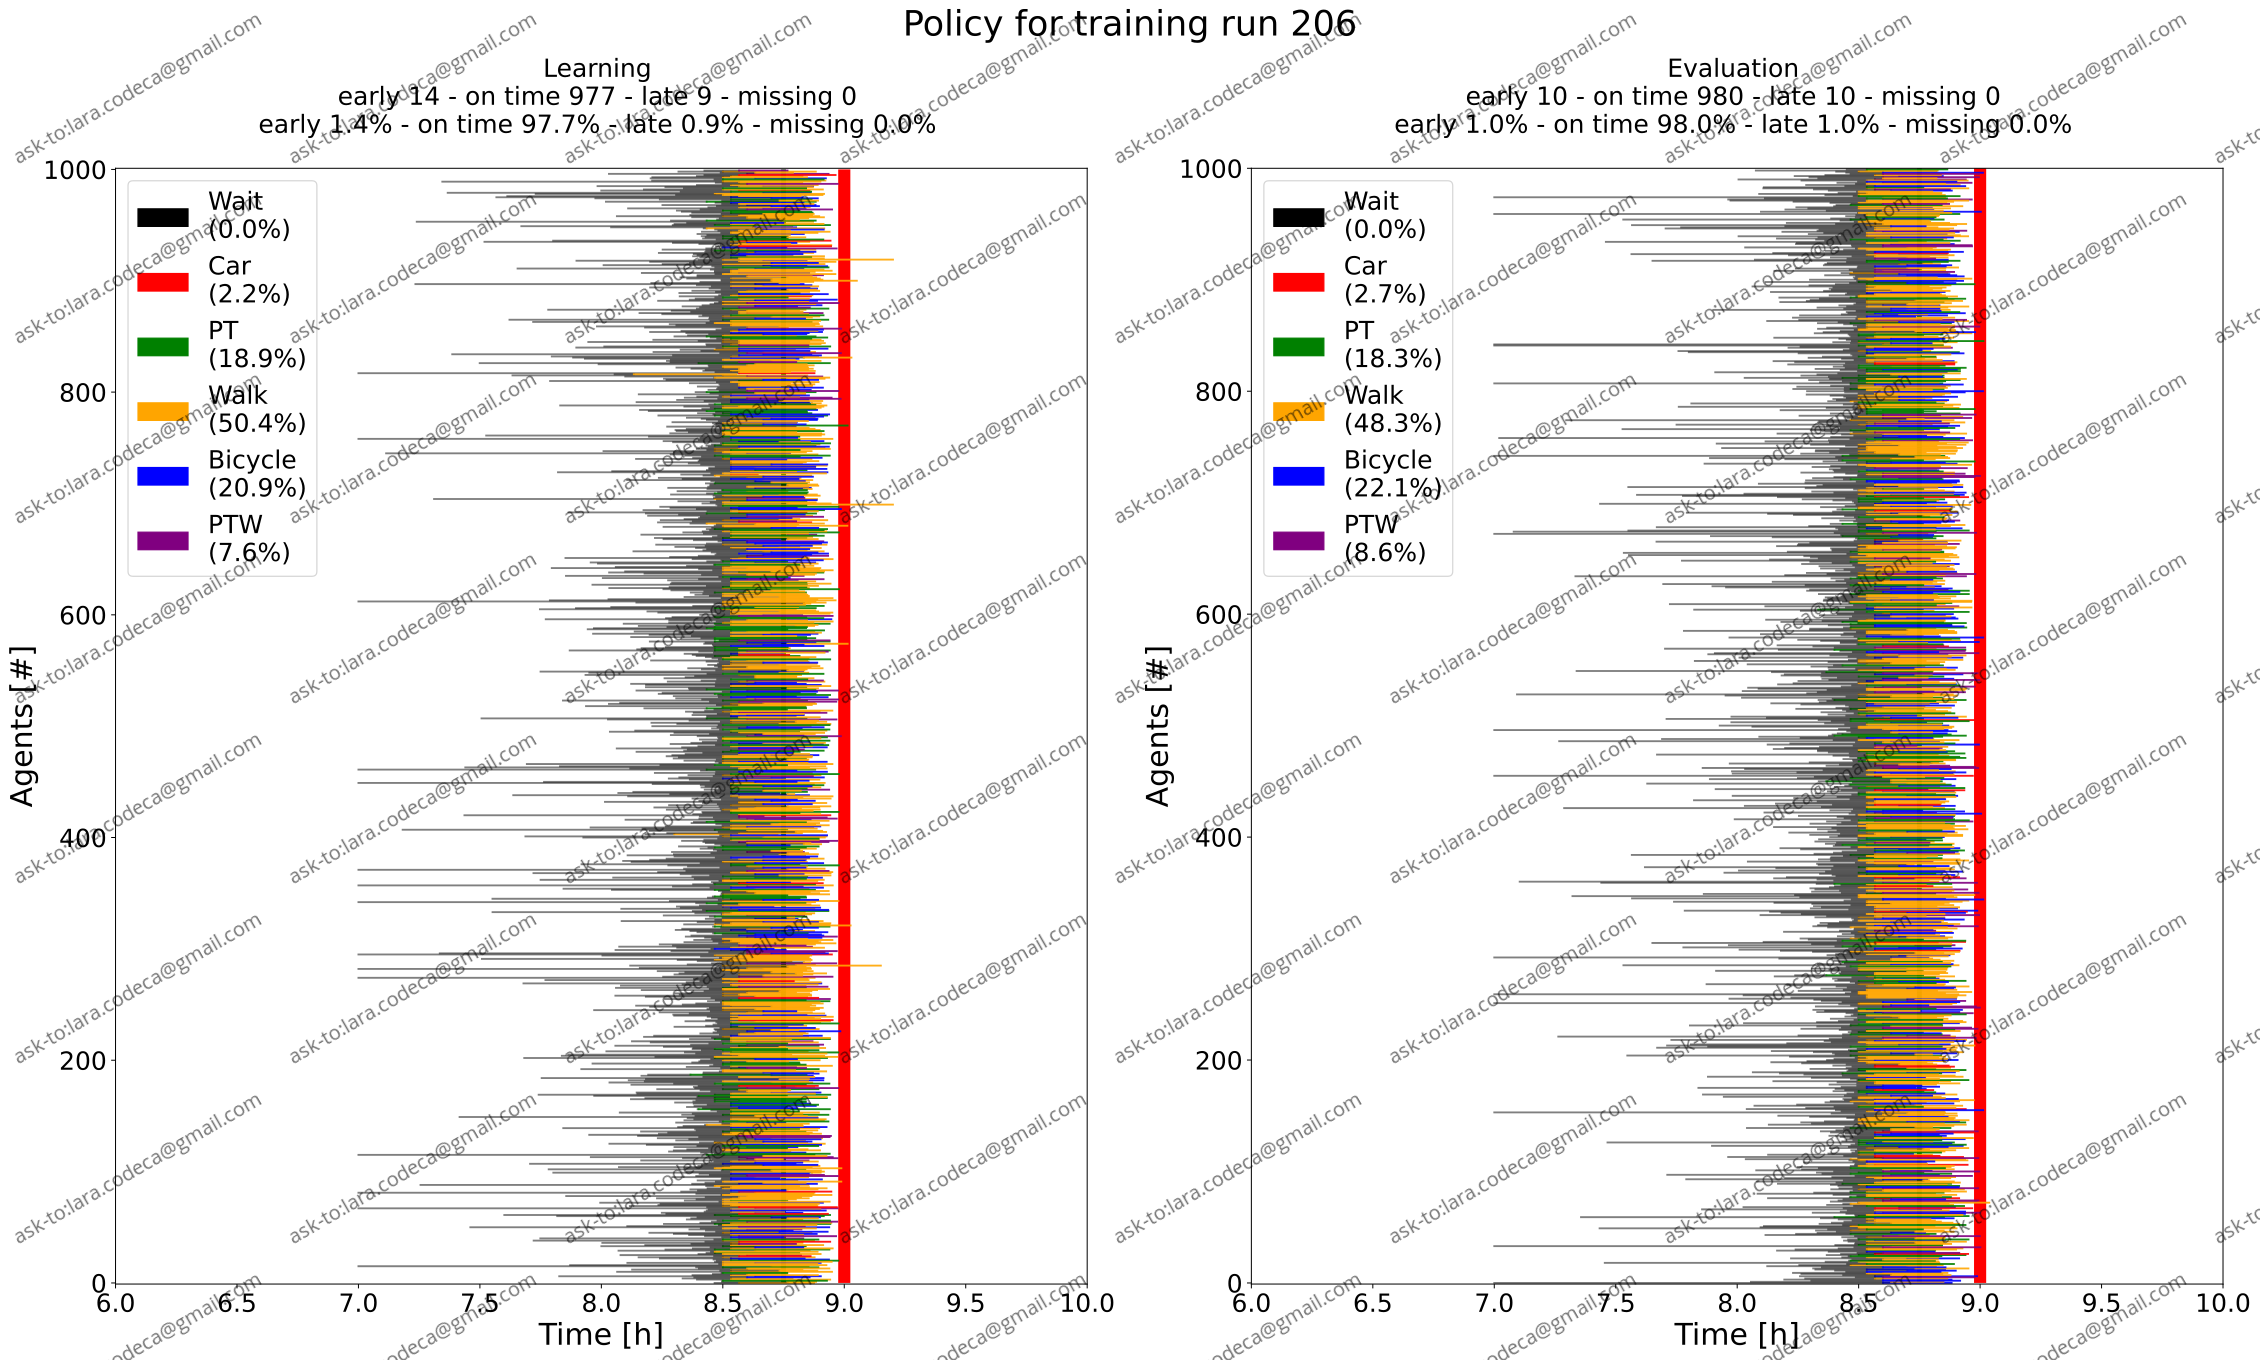 Policy for training run 206
Learning
early 14 - on time 977 - late 9 - missing 0
early 1.4% - on time 97.7% - late 0.9% - missing 0.0%
Agents [#]
1000
800
600
400
200
0
Wait
(0.0%)
Car
(2.2%)
PT
(18.9%)
Walk
(50.4%)
Bicycle
(20.9%)
PTW
(7.6%)
6.0 6.5 7.0 7.5 8.0 8.5 9.0 9.5 10.0
Time [h]
Evaluation
early 10 - on time 980 - late 10 - missing 0
early 1.0% - on time 98.0% - late 1.0% - missing 0.0%
Agents [#]
1000
800
600
400
200
0
Wait
(0.0%)
Car
(2.7%)
PT
(18.3%)
Walk
(48.3%)
Bicycle
(22.1%)
PTW
(8.6%)
6.0 6.5 7.0 7.5 8.0 8.5 9.0 9.5 10.0
Time [h]
ask-to:lara.codeca@gmail.com